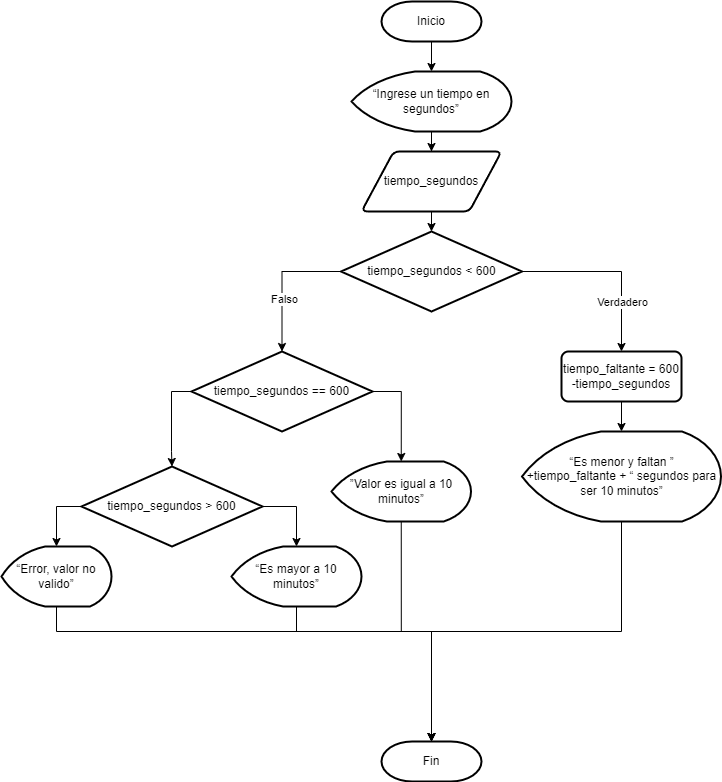 Inicio
“Ingrese un tiempo en
segundos”
tiempo_segundos
tiempo_segundos < 600
Falso
Verdadero
tiempo_segundos == 600
tiempo_faltante = 600
-tiempo_segundos
“Es menor y faltan ”
+tiempo_faltante + “ segundos para
ser 10 minutos”
”Valor es igual a 10
minutos”
tiempo_segundos > 600
“Error, valor no
valido”
“Es mayor a 10
minutos”
Fin